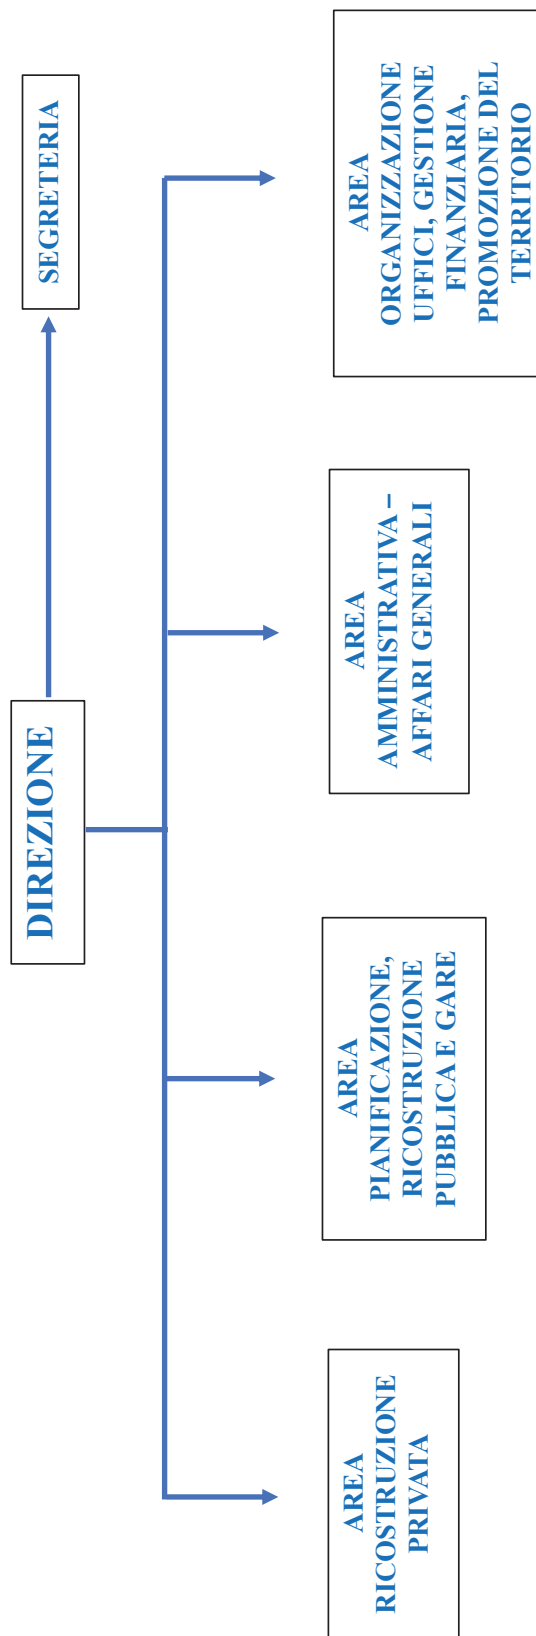 DIREZIONE
SEGRETERIA
AREA
RICOSTRUZIONE
PRIVATA
AREA
PIANIFICAZIONE,
RICOSTRUZIONE
PUBBLICA E GARE
AREA
AMMINISTRATIVA –
AFFARI GENERALI
AREA
ORGANIZZAZIONE
UFFICI, GESTIONE
FINANZIARIA,
PROMOZIONE DEL
TERRITORIO